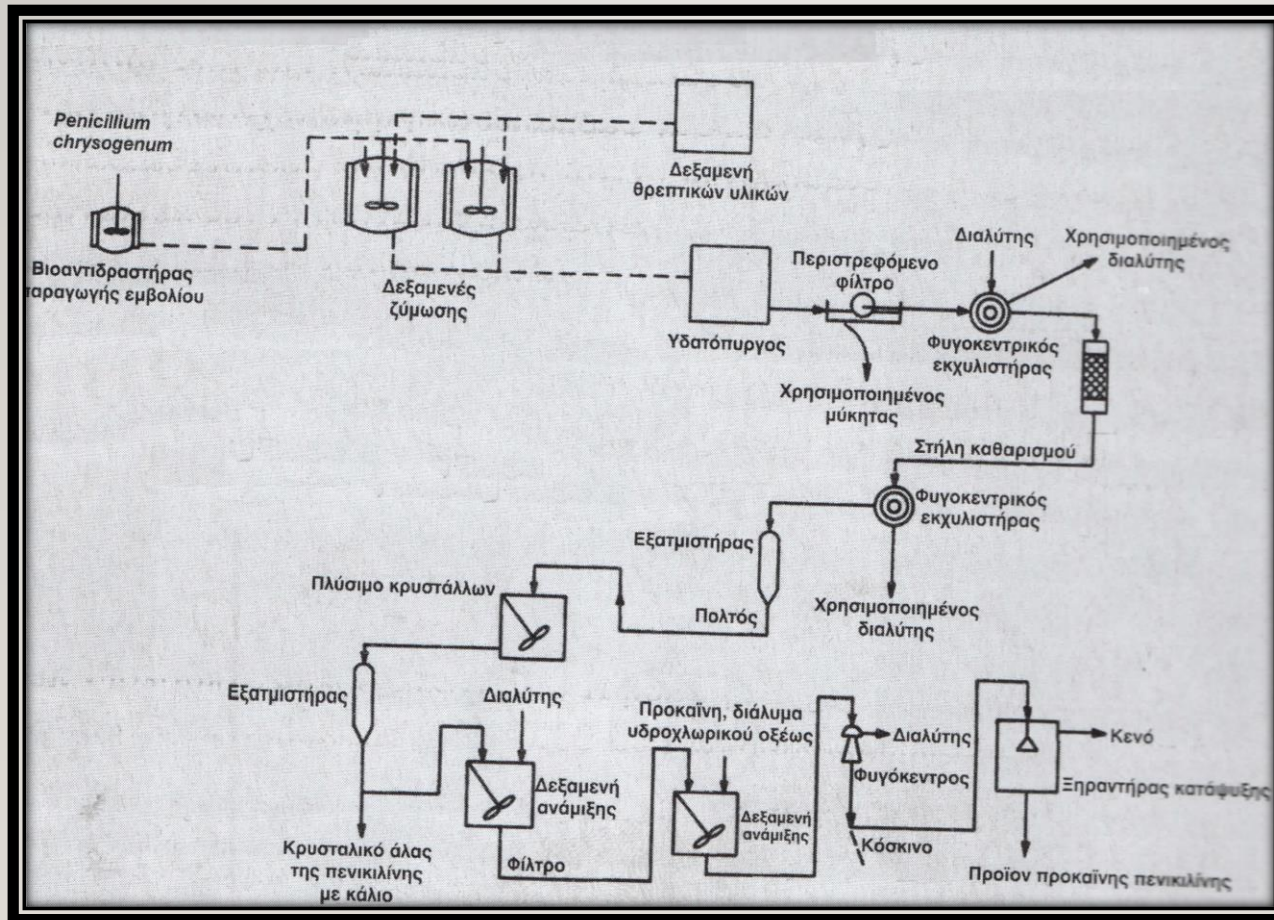 Penicillium
chrysogenum
Δεξαμενή
θρεπτικών υλικών
Βιοαντιδραστήρας
παραγωγής εμβολίου
Δεξαμενές
ζύμωσης
Υδατόπυργος
Περιστρεφόμενο
φίλτρο
Χρησιμοποιημένος
μύκητας
Διαλύτης
Χρησιμοποιημένος
διαλύτης
Φυγοκεντρικός
εκχυλιστήρας
Στήλη καθαρισμού
Φυγοκεντρικός
εκχυλιστήρας
Χρησιμοποιημένος
διαλύτης
Εξατμιστήρας
Πολτός
Πλύσιμο κρυστάλλων
Εξατμιστήρας
Κρυσταλικό άλας
της πενικιλίνης
με κάλιο
Διαλύτης
Δεξαμενή
ανάμιξης
Φίλτρο
Προκαΐνη, διάλυμα
υδροχλωρικού οξέως
Δεξαμενή
ανάμιξης
Διαλύτης
Φυγόκεντρος
Κόσκινο
Κενό
Ξηραντήρας κατάψυξης
Προϊον προκαΐνης πενικιλίνης